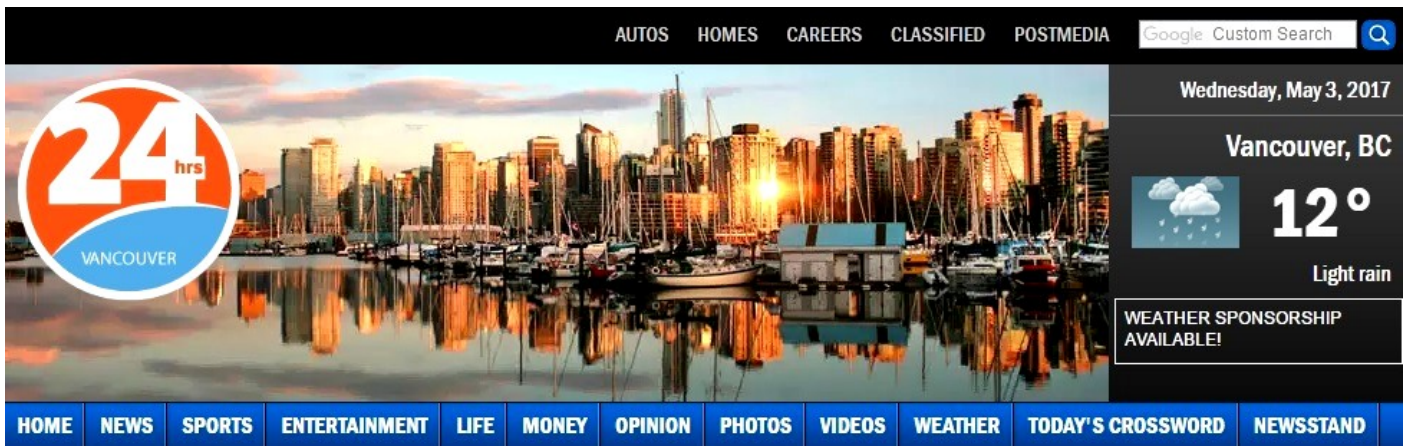 AUTOS HOMES CAREERS CLASSIFIED POSTMEDIA Google Custom Search
24
hrs
VANCOUVER
Wednesday, May 3, 2017
Vancouver, BC
12°
Light rain
WEATHER SPONSORSHIP
AVAILABLE!
HOME NEWS SPORTS ENTERTAINMENT LIFE MONEY OPINION PHOTOS VIDEOS WEATHER TODAY'S CROSSWORD NEWSSTAND